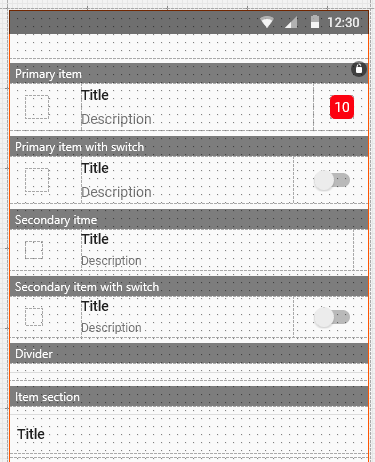 12:30
Primary item
Title
Description
10
Primary item with switch
Title
Description
Secondary itme
Title
Description
Secondary item with switch
Title
Description
Divider
Item section
Title